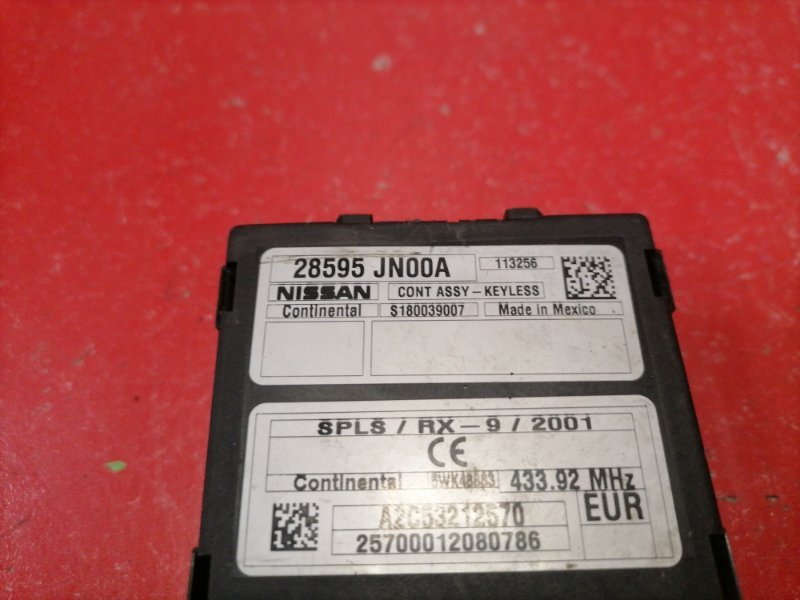 28595 JN00A 113256
NISSAN CONT ASSY-KEYLESS
Continental S180039007 Made in Mexico
SPLS / RX-9 / 2001
CE
Continental 433.92 MHz
A2C53212570 EUR
25700012080786